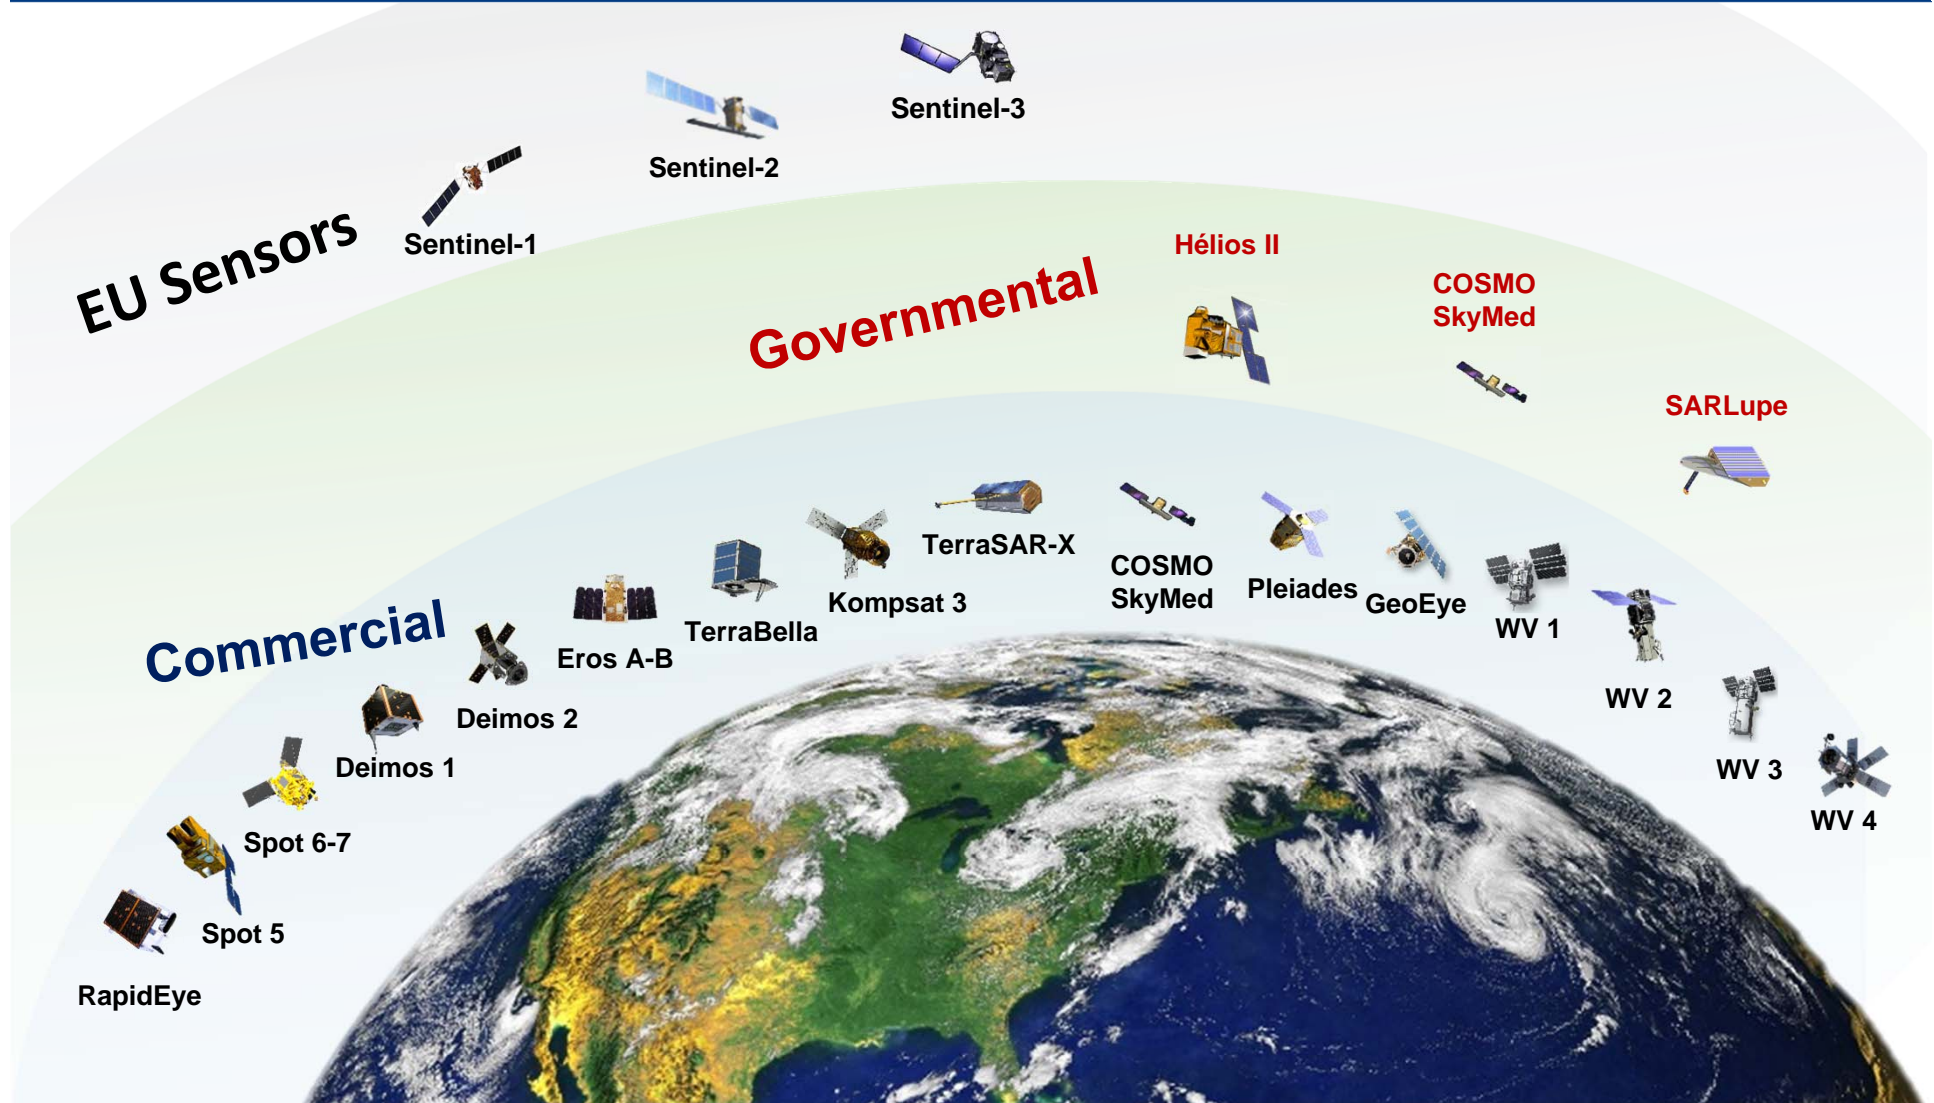 Sentinel-3
Sentinel-2
Sentinel-1
EU Sensors
Hélios II
COSMO
SkyMed
Governmental
SARLupe
TerraSAR-X
COSMO
SkyMed
Pleiades
GeoEye
Kompsat 3
TerraBella
WV 1
Eros A-B
Commercial
WV 2
Deimos 2
Deimos 1
WV 3
WV 4
Spot 6-7
Spot 5
RapidEye